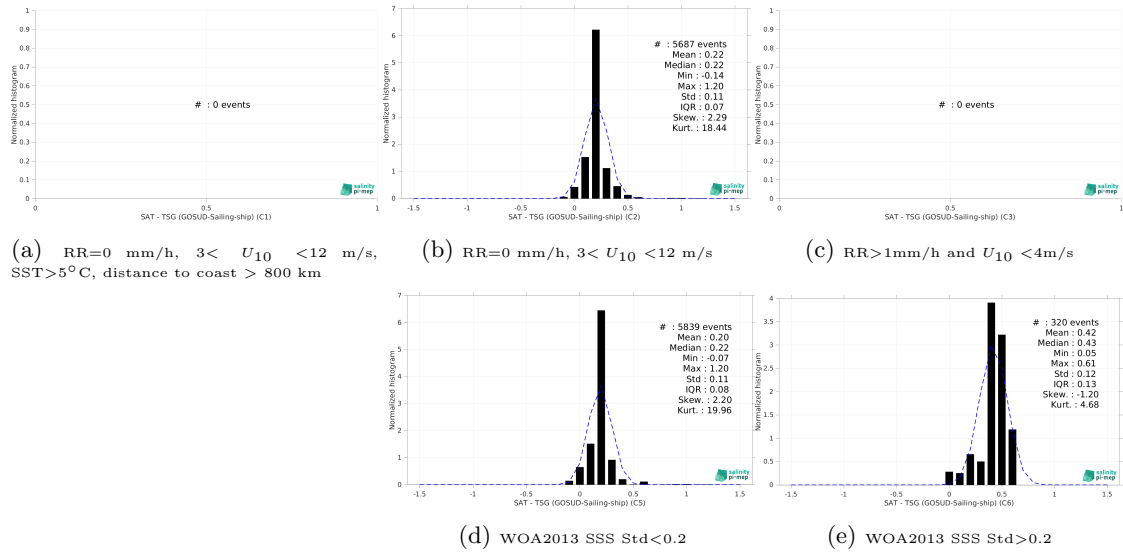 1
0.9
0.8
0.7
0.6
0.5
0.4
0.3
0.2
0.1
0
0 0.5 1
Normalized histogram
# : 0 events
salinity
pi-mep
SAT - TSG (GOSUD-Sailing-ship) (C1)
(a) RR=0 mm/h, 3< U10 <12 m/s,
SST>5°C, distance to coast > 800 km
7
6
5
4
3
2
1
0
-1.5 -1 -0.5 0 0.5 1 1.5
Normalized histogram
# : 5687 events
Mean : 0.22
Median : 0.22
Min : -0.14
Max : 1.20
Std : 0.11
IQR : 0.07
Skew. : 2.29
Kurt. : 18.44
salinity
pi-mep
SAT - TSG (GOSUD-Sailing-ship) (C2)
(b) RR=0 mm/h, 3< U10 <12 m/s
1
0.9
0.8
0.7
0.6
0.5
0.4
0.3
0.2
0.1
0
0 0.5 1
Normalized histogram
# : 0 events
salinity
pi-mep
SAT - TSG (GOSUD-Sailing-ship) (C3)
(c) RR>1mm/h and U10 <4m/s
7
6
5
4
3
2
1
0
-1.5 -1 -0.5 0 0.5 1 1.5
Normalized histogram
# : 5839 events
Mean : 0.20
Median : 0.22
Min : -0.07
Max : 1.20
Std : 0.11
IQR : 0.08
Skew. : 2.20
Kurt. : 19.96
salinity
pi-mep
SAT - TSG (GOSUD-Sailing-ship) (C5)
(d) WOA2013 SSS Std<0.2
4
3.5
3
2.5
2
1.5
1
0.5
0
-1.5 -1 -0.5 0 0.5 1 1.5
Normalized histogram
# : 320 events
Mean : 0.42
Median : 0.43
Min : 0.05
Max : 0.61
Std : 0.12
IQR : 0.13
Skew. : -1.20
Kurt. : 4.68
salinity
pi-mep
SAT - TSG (GOSUD-Sailing-ship) (C6)
(e) WOA2013 SSS Std>0.2